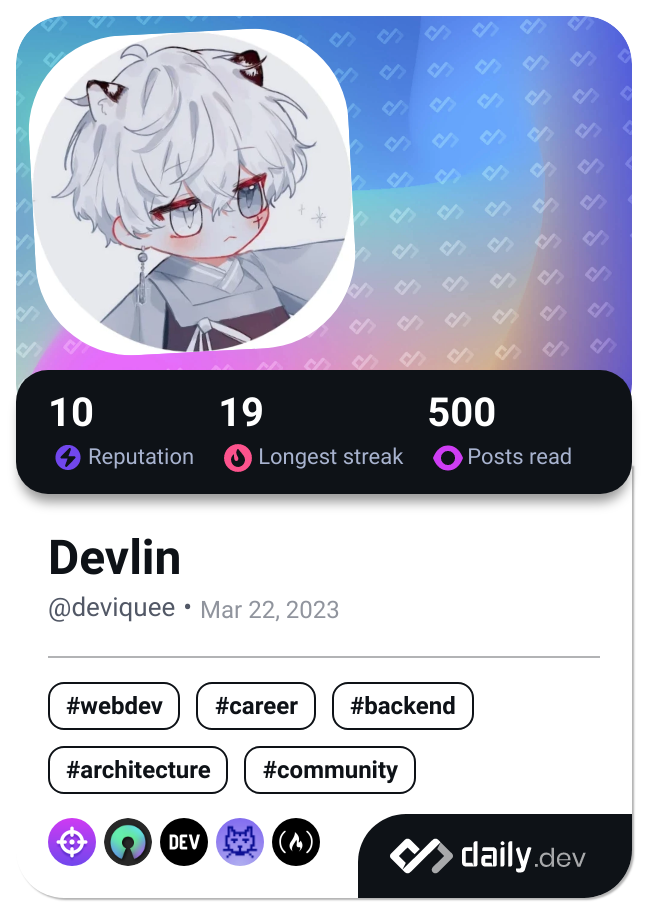 10 19 500
Reputation Longest streak Posts read
Devlin
@deviquee • Mar 22, 2023
#webdev #career #backend
#architecture #community
DEV
daily.dev